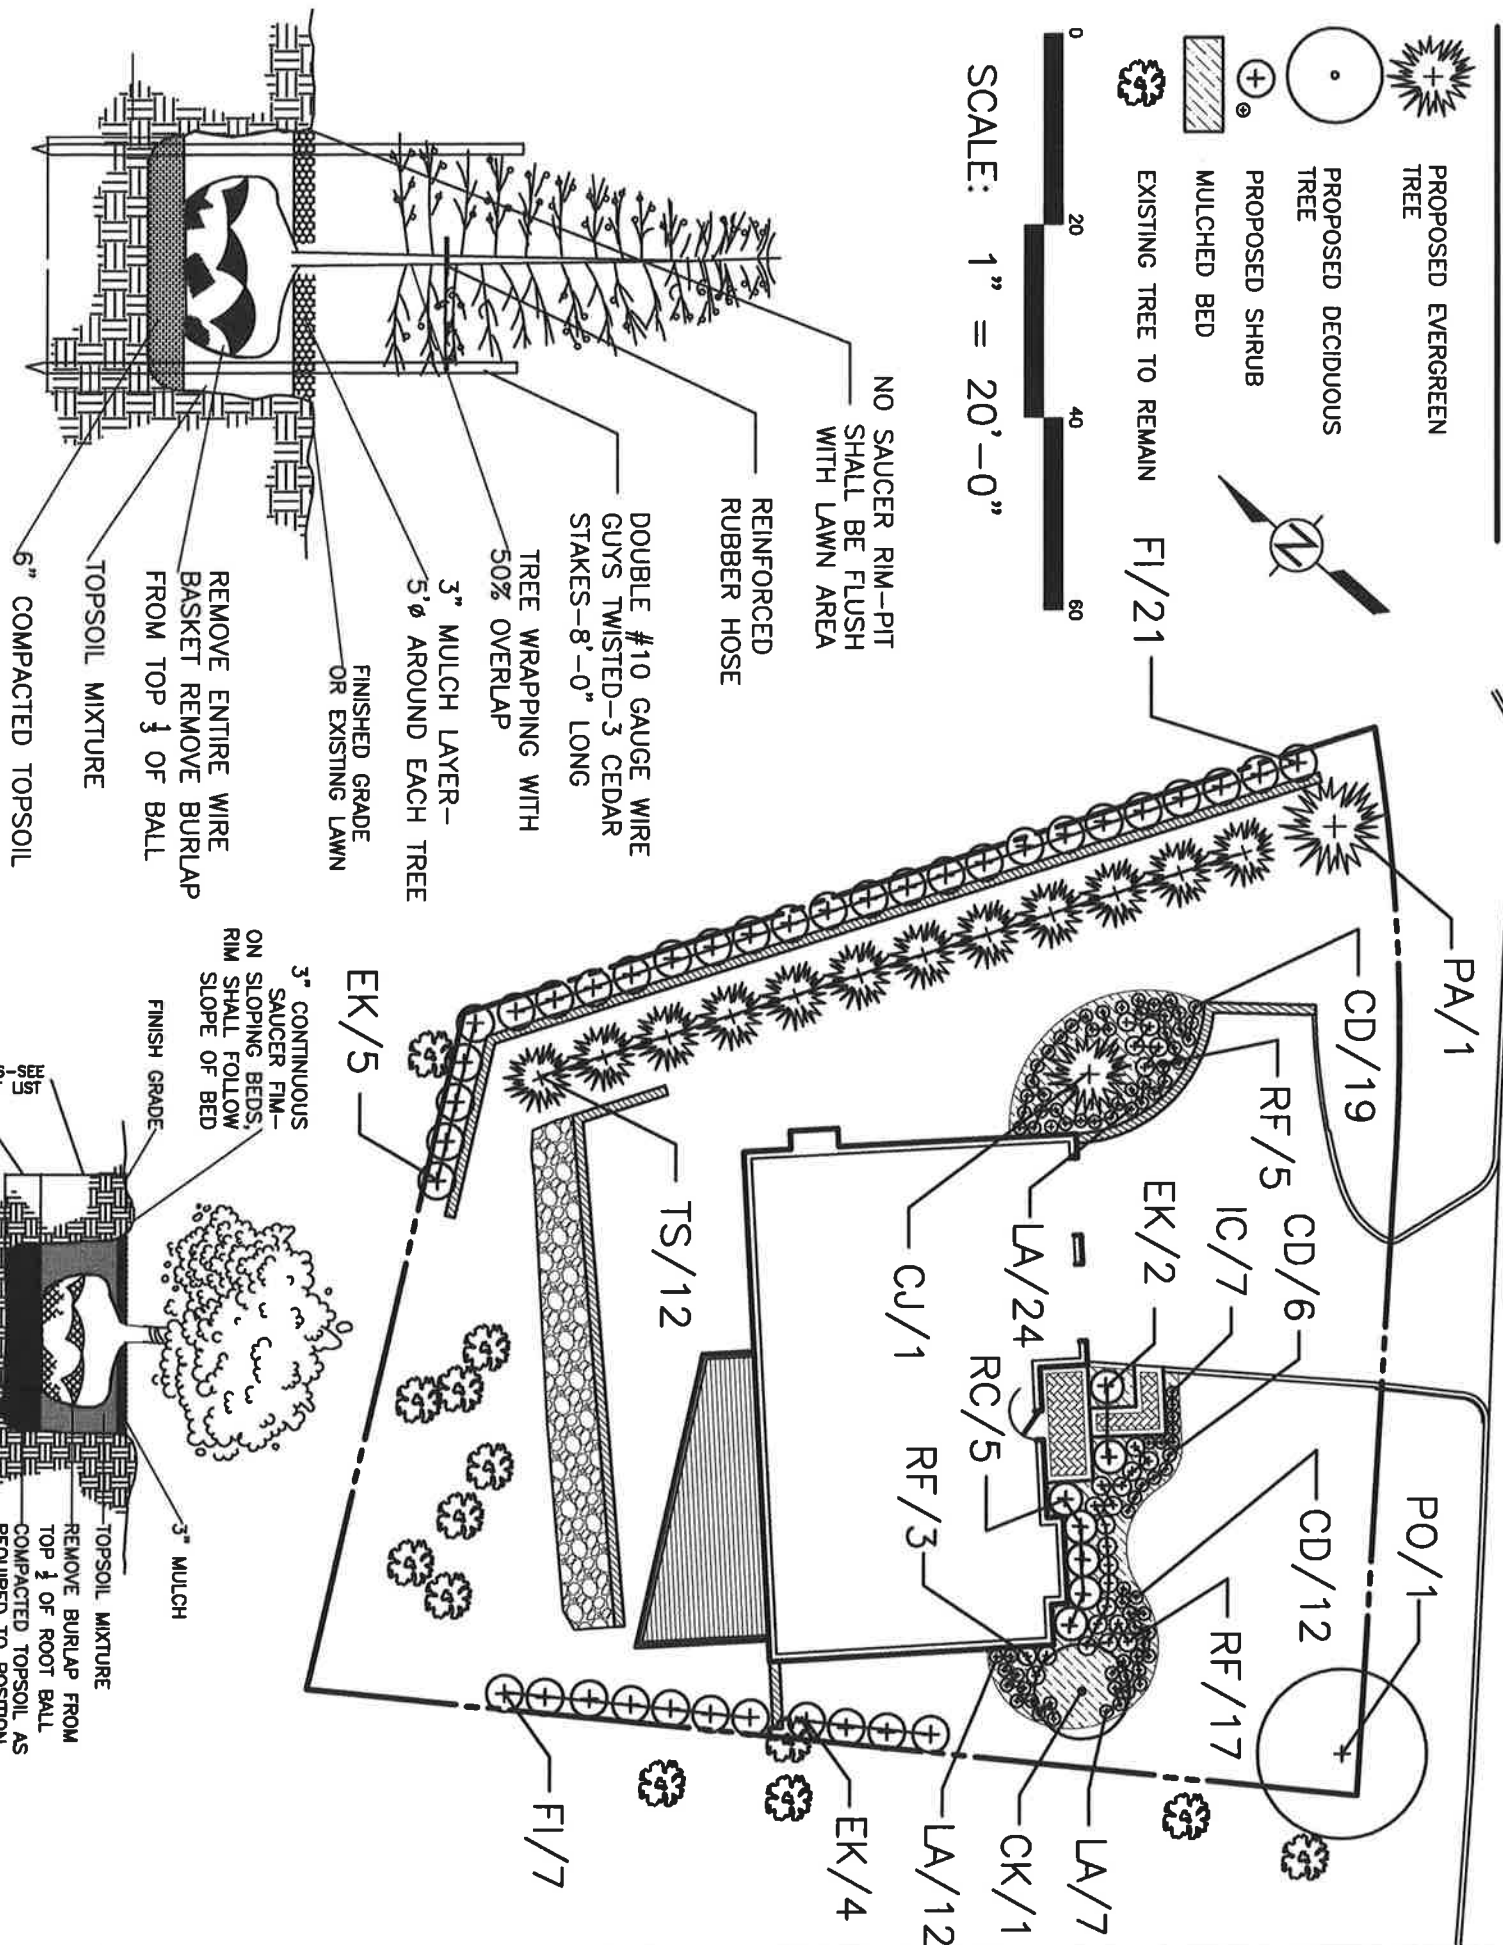 PROPOSED EVERGREEN
TREE
PROPOSED DECIDUOUS
TREE
PROPOSED SHRUB
MULCHED BED
EXISTING TREE TO REMAIN
0
20
40
60
SCALE: 1" = 20'-0"
N
FI/21
PA/1
CD/19
RF/5
LA/24
CJ/1
EK/2
IC/7
CD/6
RC/5
RF/3
CD/12
RF/17
PO/1
LA/7
CK/1
LA/12
EK/4
FI/7
TS/12
EK/5
NO SAUCER RIM-PIT
SHALL BE FLUSH
WITH LAWN AREA
REINFORCED
RUBBER HOSE
DOUBLE #10 GAUGE WIRE
GUYS TWISTED-3 CEDAR
STAKES-8'-0" LONG
TREE WRAPPING WITH
50% OVERLAP
3" MULCH LAYER-
5'ø AROUND EACH TREE
FINISHED GRADE
OR EXISTING LAWN
REMOVE ENTIRE WIRE
BASKET REMOVE BURLAP
FROM TOP ⅓ OF BALL
TOPSOIL MIXTURE
6" COMPACTED TOPSOIL
3" CONTINUOUS
SAUCER FIM-
ON SLOPING BEDS,
RIM SHALL FOLLOW
SLOPE OF BED
FINISH GRADE
SEE
LIST
3" MULCH
TOPSOIL MIXTURE
REMOVE BURLAP FROM
TOP ½ OF ROOT BALL
COMPACTED TOPSOIL AS
REQUIRED TO POSITION